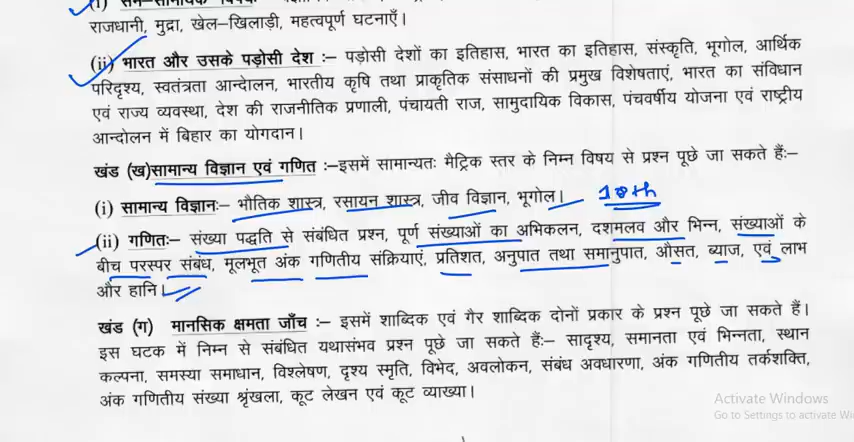 राजधानी, मुद्रा, खेल-खिलाड़ी, महत्वपूर्ण घटनाएँ।
(ii) भारत और उसके पड़ोसी देश :– पड़ोसी देशों का इतिहास, भारत का इतिहास, संस्कृति, भूगोल, आर्थिक
परिदृश्य, स्वतंत्रता आन्दोलन, भारतीय कृषि तथा प्राकृतिक संसाधनों की प्रमुख विशेषताएं, भारत का संविधान
एवं राज्य व्यवस्था, देश की राजनीतिक प्रणाली, पंचायती राज, सामुदायिक विकास, पंचवर्षीय योजना एवं राष्ट्रीय
आन्दोलन में बिहार का योगदान।
खंड (ख)सामान्य विज्ञान एवं गणित :–इसमें सामान्यतः मैट्रिक स्तर के निम्न विषय से प्रश्न पूछे जा सकते हैं:–
(i) सामान्य विज्ञानः– भौतिक शास्त्र, रसायन शास्त्र, जीव विज्ञान, भूगोल। 10th
(ii) गणितः– संख्या पद्धति से संबंधित प्रश्न, पूर्ण संख्याओं का अभिकलन, दशमलव और भिन्न, संख्याओं के
बीच परस्पर संबंध, मूलभूत अंक गणितीय संक्रियाएं, प्रतिशत, अनुपात तथा समानुपात, औसत, ब्याज, एवं लाभ
और हानि।
खंड (ग) मानसिक क्षमता जाँच :– इसमें शाब्दिक एवं गैर शाब्दिक दोनों प्रकार के प्रश्न पूछे जा सकते हैं।
इस घटक में निम्न से संबंधित यथासंभव प्रश्न पूछे जा सकते हैः– सादृश्य, समानता एवं भिन्नता, स्थान
कल्पना, समस्या समाधान, विश्लेषण, दृश्य स्मृति, विभेद, अवलोकन, संबंध अवधारणा, अंक गणितीय तर्कशक्ति,
अंक गणितीय संख्या श्रृंखला, कूट लेखन एवं कूट व्याख्या।
Activate Windows
Go to Settings to activate Wi